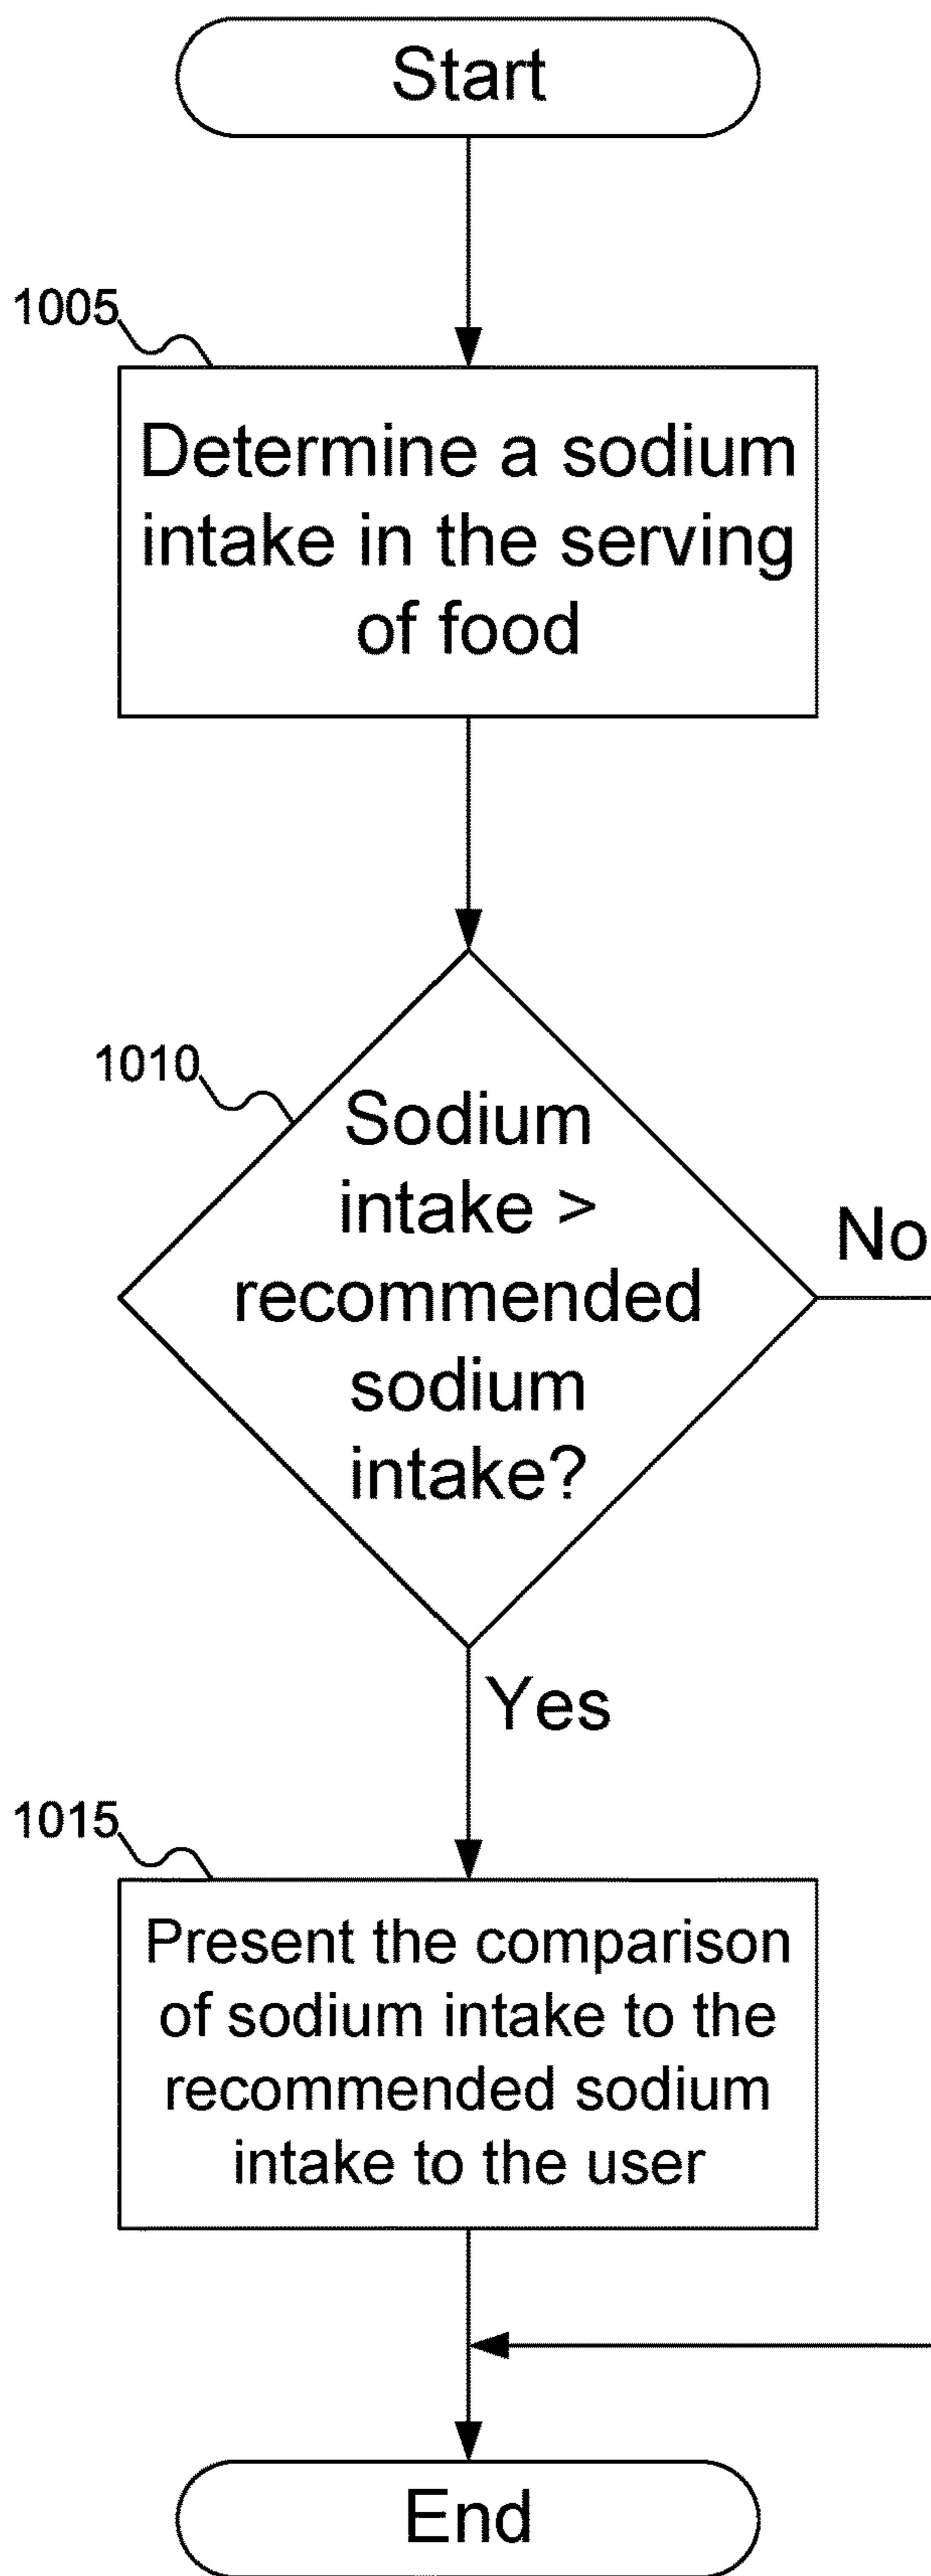 Start
1005
Determine a sodium
intake in the serving
of food
1010
Sodium
intake >
recommended
sodium
intake?
No
Yes
1015
Present the comparison
of sodium intake to the
recommended sodium
intake to the user
End